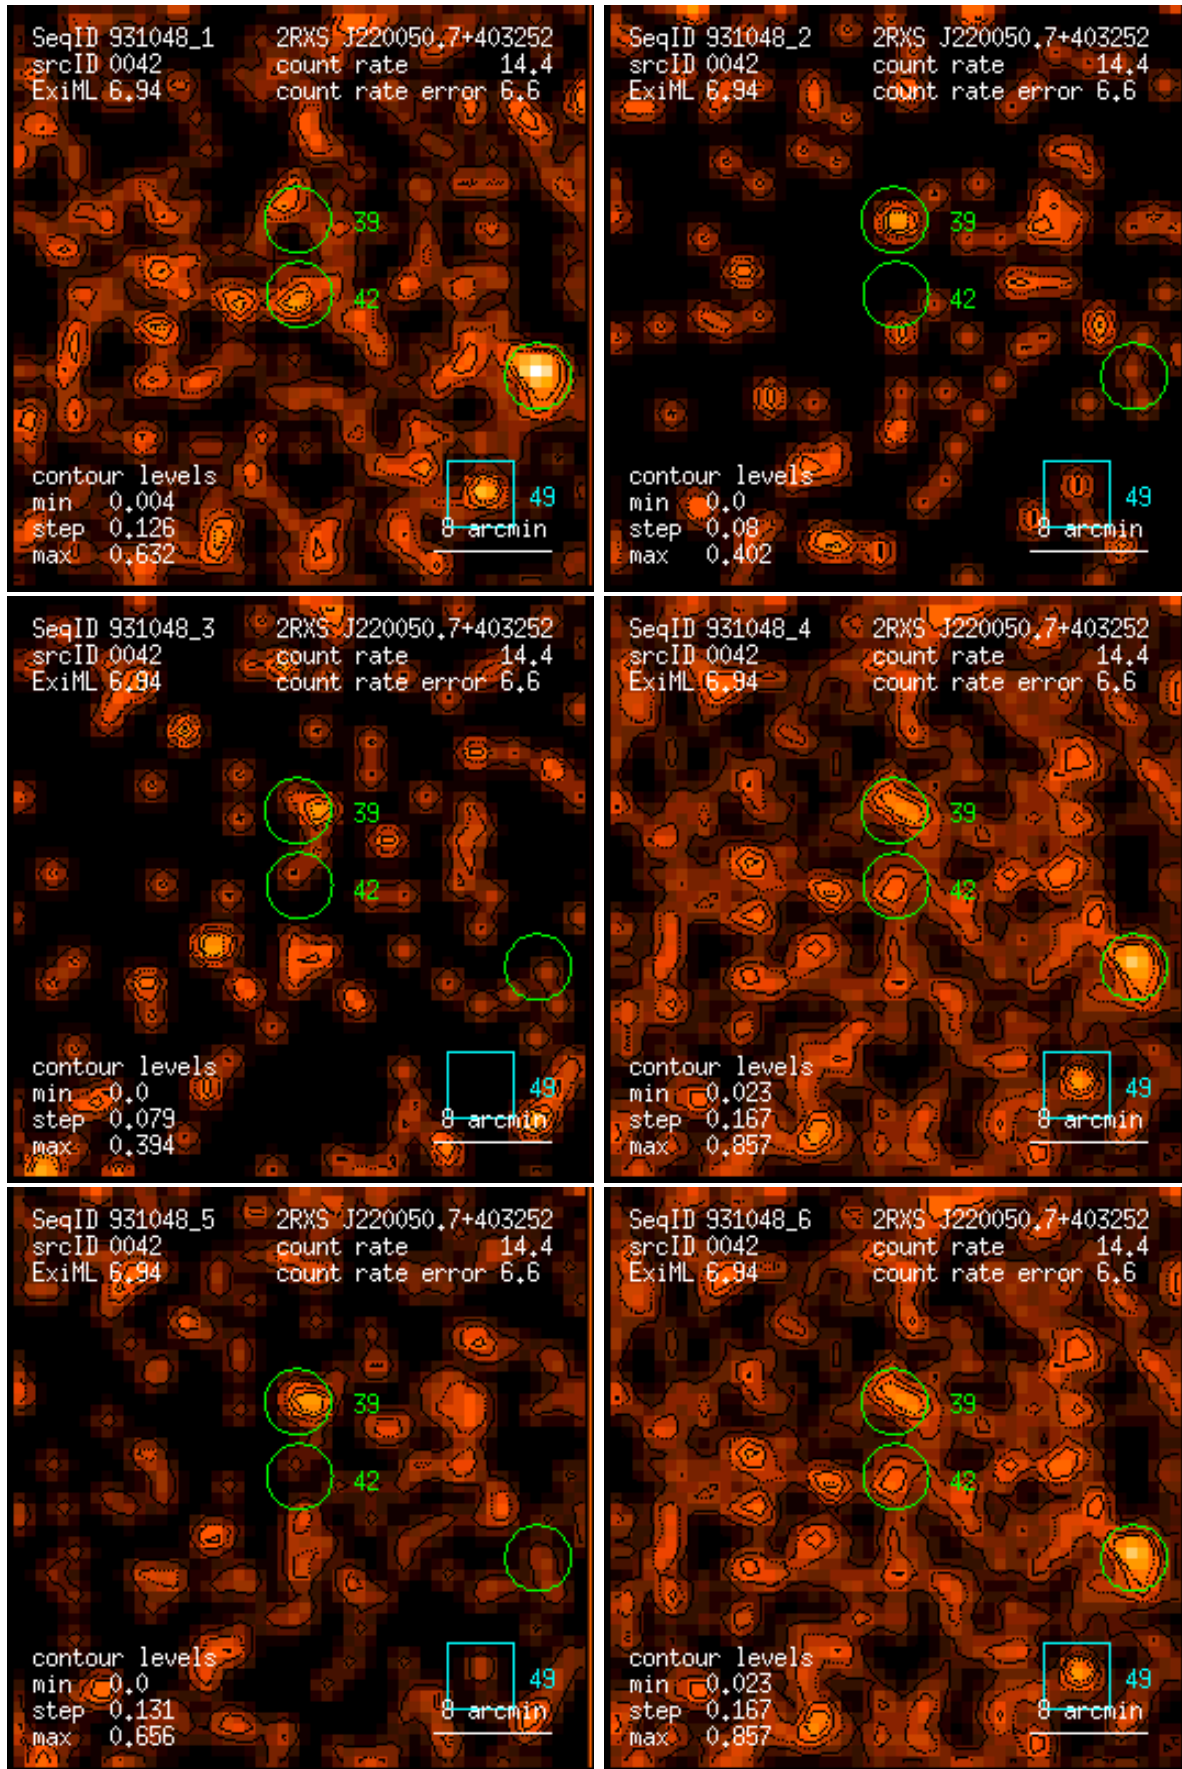 SeqID 931048_1 2RXS J220050.7+403252
srcID 0042 count rate 14.4
ExiML 6.94 count rate error 6.6
39
42
contour levels
min 0.004
49
step 0.126
8 arcmin
max 0.632
SeqID 931048_2 2RXS J220050.7+403252
srcID 0042 count rate 14.4
ExiML 6.94 count rate error 6.6
39
42
contour levels
min 0.0
49
step 0.08
8 arcmin
max 0.402
SeqID 931048_3 2RXS J220050.7+403252
srcID 0042 count rate 14.4
ExiML 6.94 count rate error 6.6
39
42
contour levels
min 0.0
49
step 0.079
8 arcmin
max 0.394
SeqID 931048_4 2RXS J220050.7+403252
srcID 0042 count rate 14.4
ExiML 6.94 count rate error 6.6
39
42
contour levels
min 0.023
49
step 0.167
8 arcmin
max 0.857
SeqID 931048_5 2RXS J220050.7+403252
srcID 0042 count rate 14.4
ExiML 6.94 count rate error 6.6
39
42
contour levels
min 0.0
49
step 0.131
8 arcmin
max 0.656
SeqID 931048_6 2RXS J220050.7+403252
srcID 0042 count rate 14.4
ExiML 6.94 count rate error 6.6
39
42
contour levels
min 0.023
49
step 0.167
8 arcmin
max 0.857